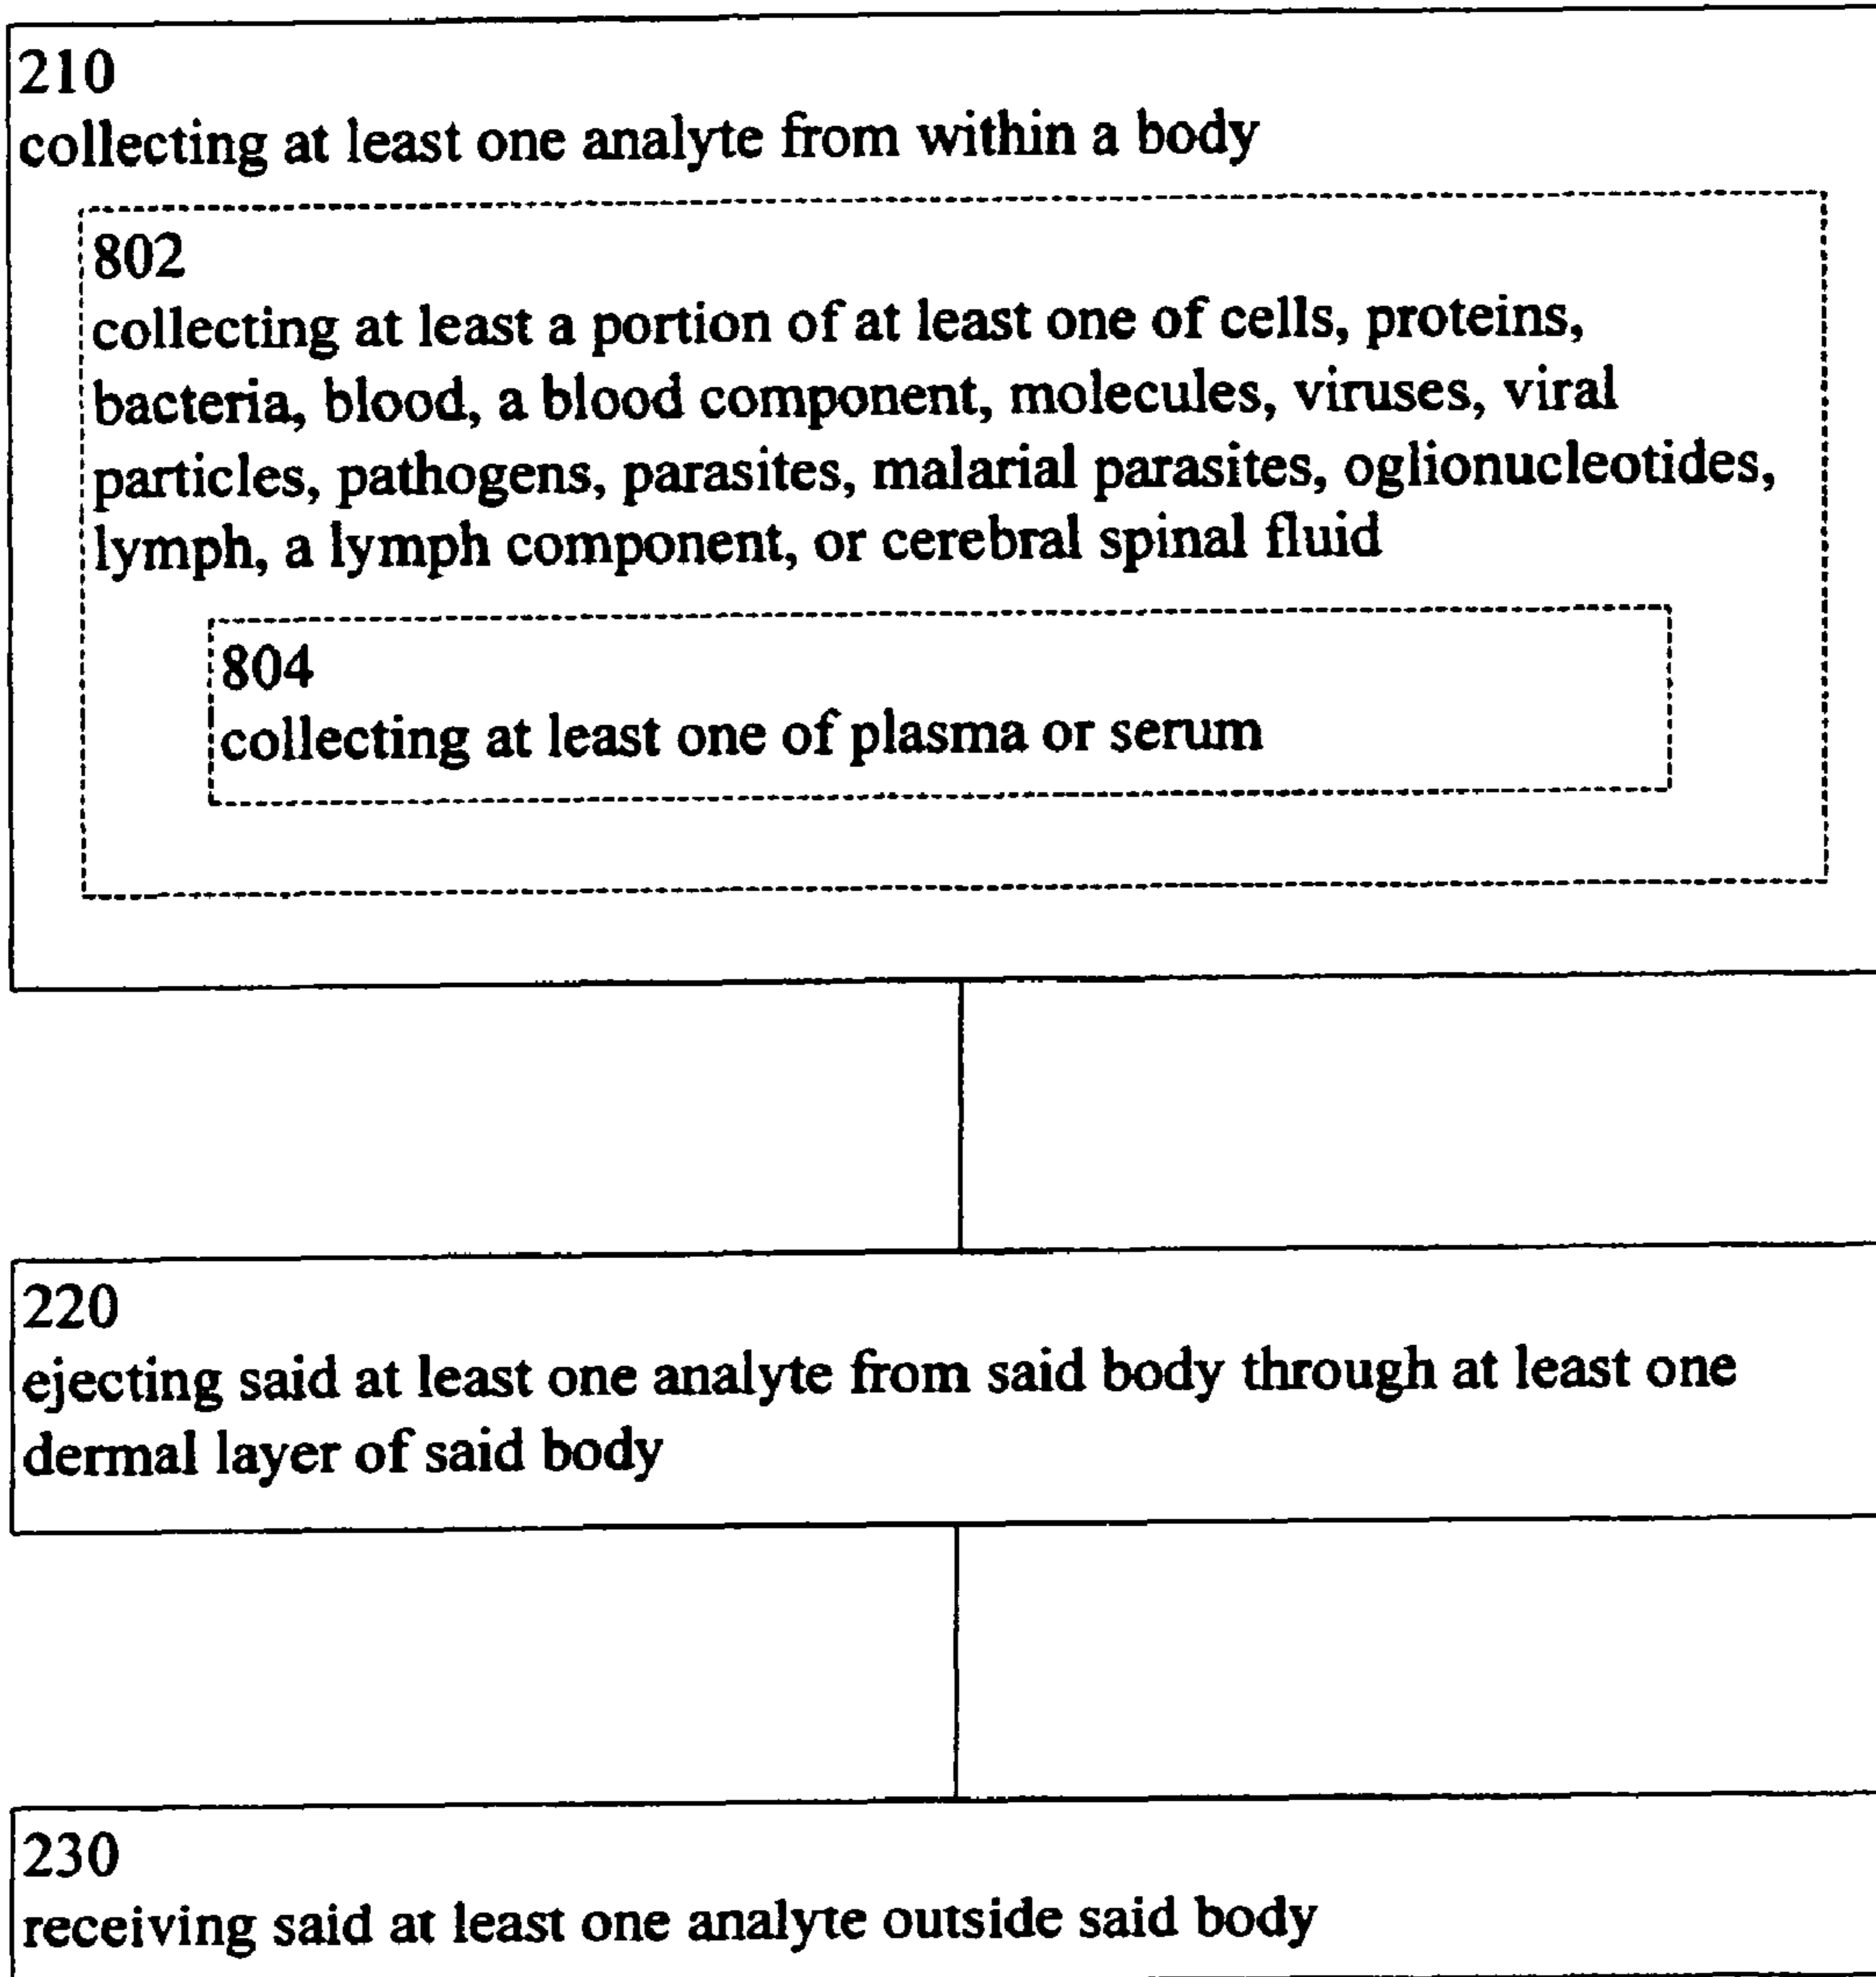 210
collecting at least one analyte from within a body
802
collecting at least a portion of at least one of cells, proteins,
bacteria, blood, a blood component, molecules, viruses, viral
particles, pathogens, parasites, malarial parasites, oglionucleotides,
lymph, a lymph component, or cerebral spinal fluid
804
collecting at least one of plasma or serum
220
ejecting said at least one analyte from said body through at least one
dermal layer of said body
230
receiving said at least one analyte outside said body